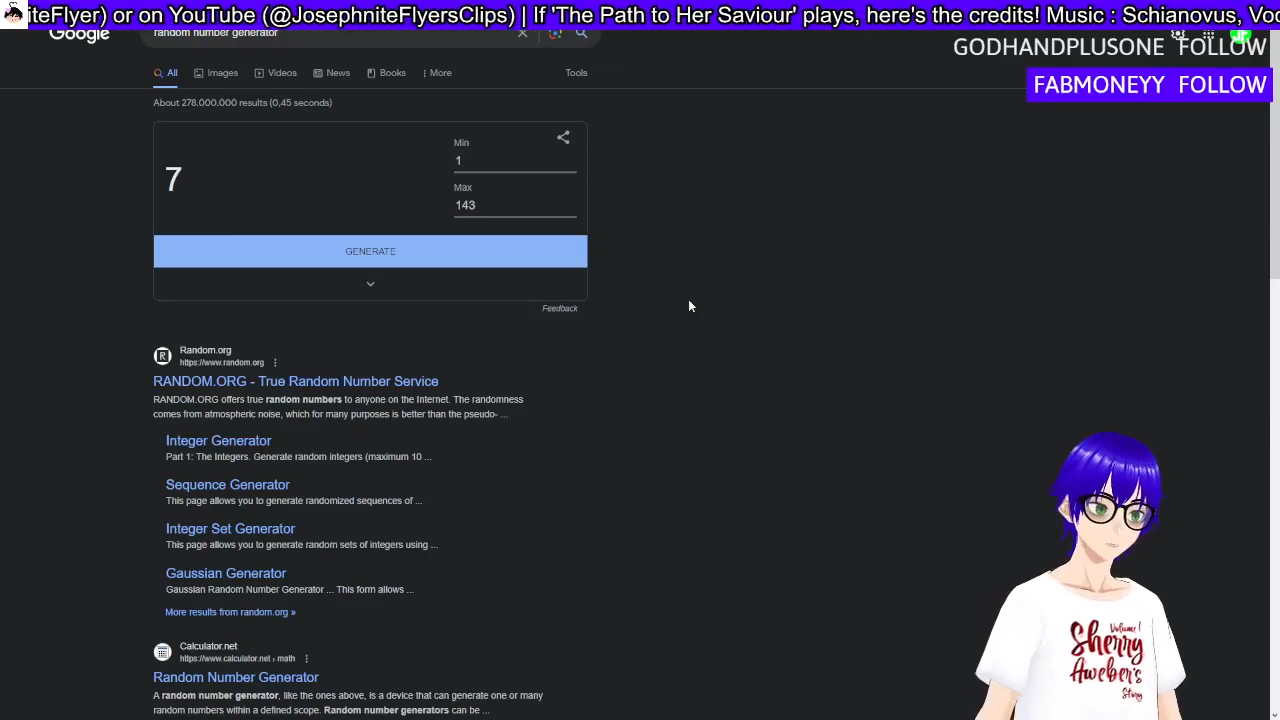 iteFlyer) or on YouTube (@JosephniteFlyersClips) | If 'The Path to Her Saviour' plays, here's the credits! Music : Schianovus, Voc
GODHANDPLUSONE FOLLOW
FABMONEYY FOLLOW
Google
random number generator
All Images Videos News Books More Tools
About 278.000.000 results (0,45 seconds)
7
Min
1
Max
143
GENERATE
Feedback
R
Random.org
https://www.random.org
RANDOM.ORG - True Random Number Service
RANDOM.ORG offers true random numbers to anyone on the Internet. The randomness
comes from atmospheric noise, which for many purposes is better than the pseudo- ...
Integer Generator
Part 1: The Integers. Generate random integers (maximum 10 ...
Sequence Generator
This page allows you to generate randomized sequences of ...
Integer Set Generator
This page allows you to generate random sets of integers using ...
Gaussian Generator
Gaussian Random Number Generator ... This form allows ...
More results from random.org »
Calculator.net
https://www.calculator.net › math
Random Number Generator
A random number generator, like the ones above, is a device that can generate one or many
random numbers within a defined scope. Random number generators can be ...
Volume 1
Sherry
Aweber's
Story